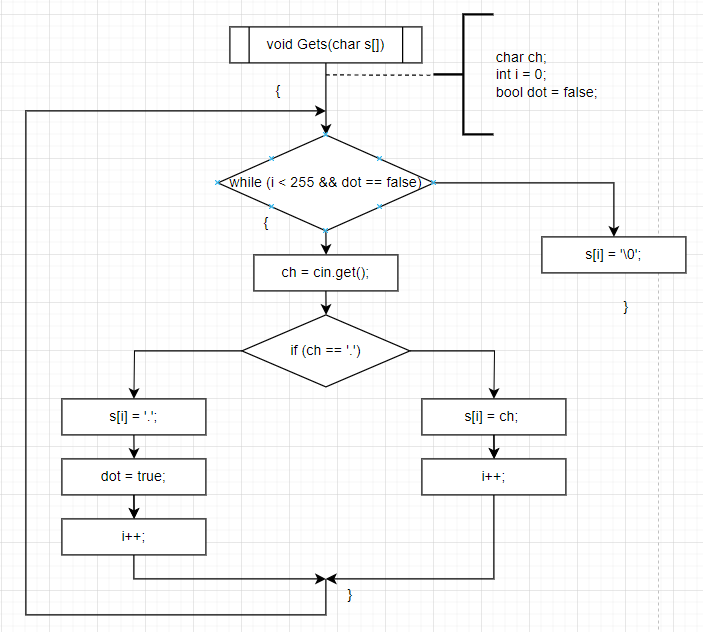 void Gets(char s[])
char ch;
int i = 0;
bool dot = false;
{
while (i < 255 && dot == false)
{
s[i] = '\0';
ch = cin.get();
}
if (ch == '.')
s[i] = '.';
s[i] = ch;
dot = true;
i++;
i++;
}